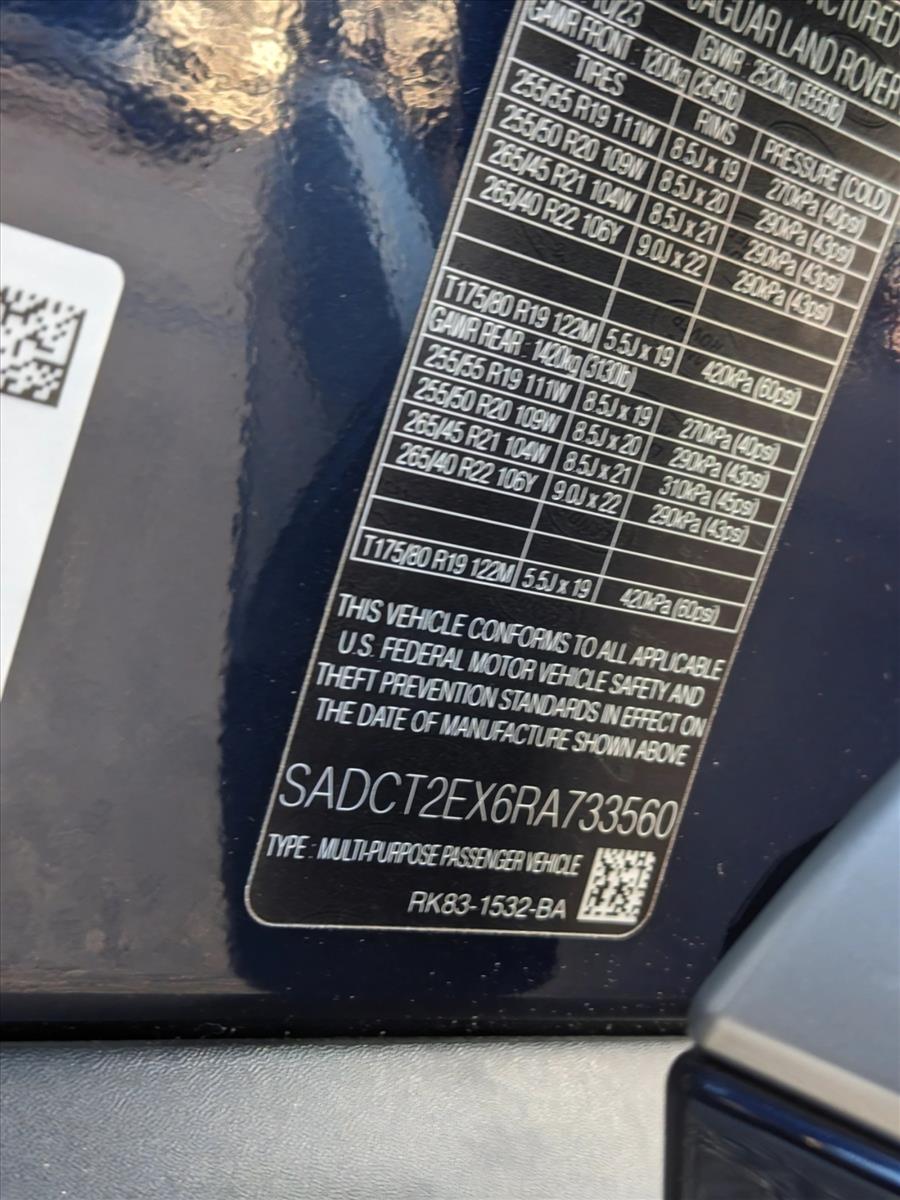 JAGUAR LAND ROVER
10/23
GVWR : 2520kg (5555lb)
GAWR FRONT : 1200kg (2645lb)
TIRES RIMS PRESSURE (COLD)
255/55 R19 111W 8.5J x 19 270kPa (40psi)
255/50 R20 109W 8.5J x 20 290kPa (43psi)
265/45 R21 104W 8.5J x 21 290kPa (43psi)
265/40 R22 106Y 9.0J x 22 290kPa (43psi)
T175/80 R19 122M 5.5J x 19 420kPa (60psi)
GAWR REAR : 1420kg (3130lb)
255/55 R19 111W 8.5J x 19 270kPa (40psi)
255/50 R20 109W 8.5J x 20 290kPa (43psi)
265/45 R21 104W 8.5J x 21 310kPa (45psi)
265/40 R22 106Y 9.0J x 22 290kPa (43psi)
T175/80 R19 122M 5.5J x 19 420kPa (60psi)
THIS VEHICLE CONFORMS TO ALL APPLICABLE
U.S. FEDERAL MOTOR VEHICLE SAFETY AND
THEFT PREVENTION STANDARDS IN EFFECT ON
THE DATE OF MANUFACTURE SHOWN ABOVE
SADCT2EX6RA733560
TYPE : MULTI-PURPOSE PASSENGER VEHICLE
RK83-1532-BA